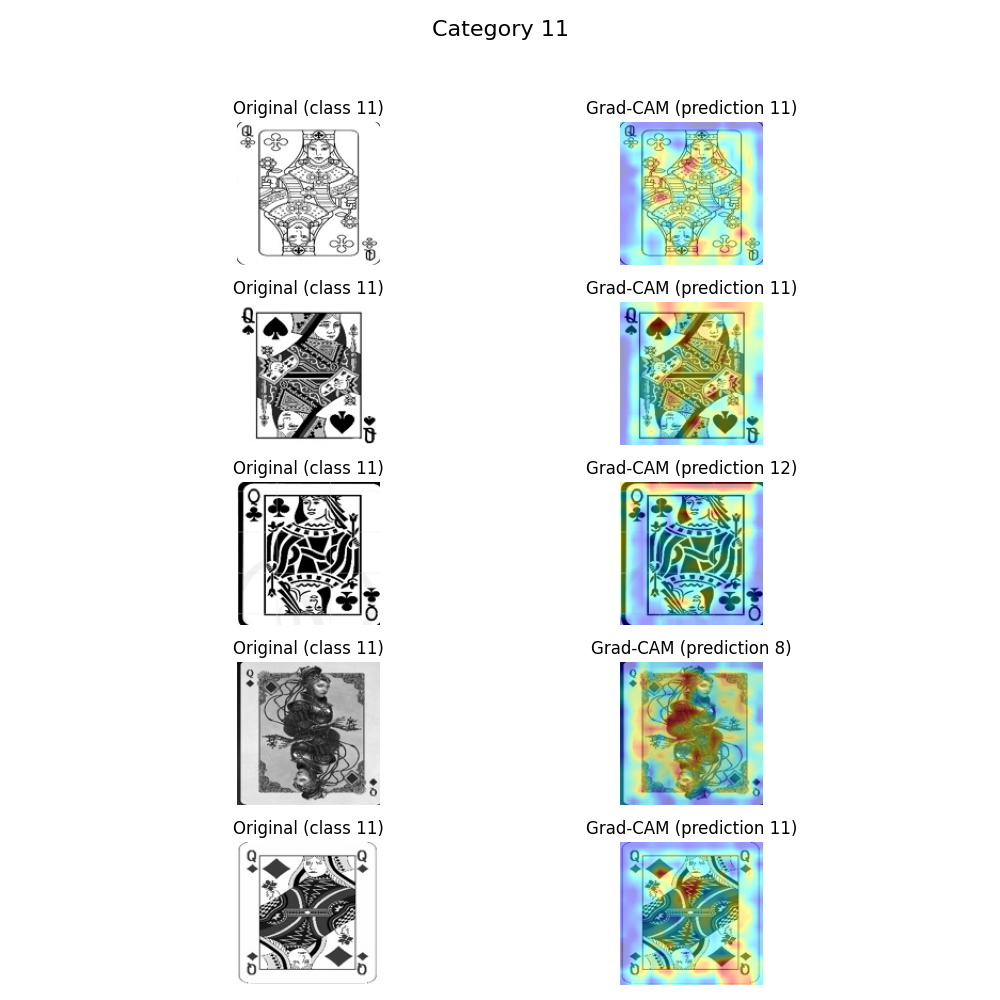 Category 11
Original (class 11) Grad-CAM (prediction 11)
Q Q
Q Q
Original (class 11) Grad-CAM (prediction 11)
Q Q
Q Q
Original (class 11) Grad-CAM (prediction 12)
Q Q
Q Q
Original (class 11) Grad-CAM (prediction 8)
Q Q
Q Q
Original (class 11) Grad-CAM (prediction 11)
Q Q Q Q
Q Q Q Q